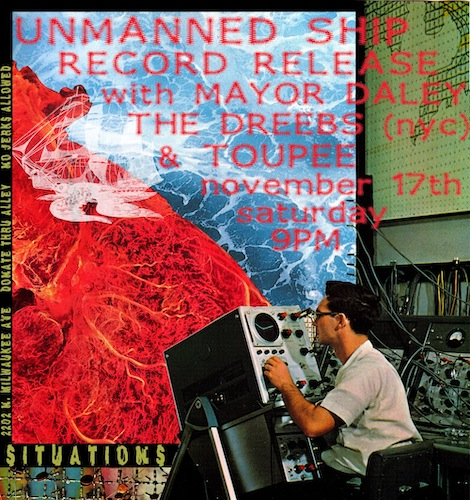 UNMANNED SHIP
RECORD RELEASE
with MAYOR DALEY
THE DREEBS (nyc)
& TOUPEE
november 17th
saturday
9PM
2202 N. MILWAUKEE AVE DONATE THRU ALLEY NO JERKS ALLOWED
SITUATIONS